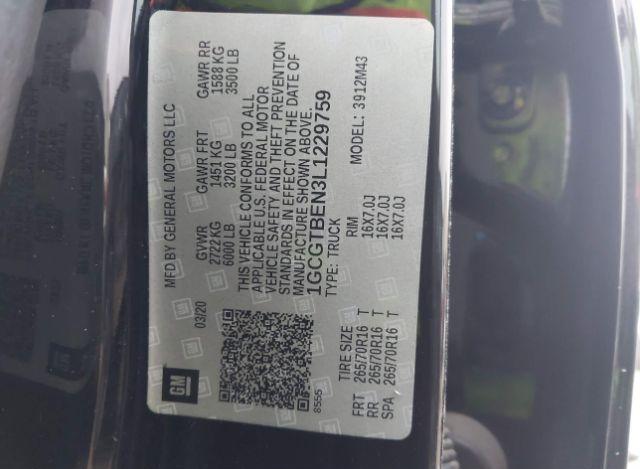 GM
MFD BY GENERAL MOTORS LLC
03/20
GVWR GAWR FRT GAWR RR
2722 KG 1451 KG 1588 KG
6000 LB 3200 LB 3500 LB
THIS VEHICLE CONFORMS TO ALL
APPLICABLE U.S. FEDERAL MOTOR
VEHICLE SAFETY AND THEFT PREVENTION
STANDARDS IN EFFECT ON THE DATE OF
MANUFACTURE SHOWN ABOVE.
1GCGTBEN3L1229759
8555
TYPE: TRUCK MODEL: 3912M43
TIRE SIZE RIM
FRT 265/70R16 T 16X7.0J
RR 265/70R16 T 16X7.0J
SPA 265/70R16 T 16X7.0J